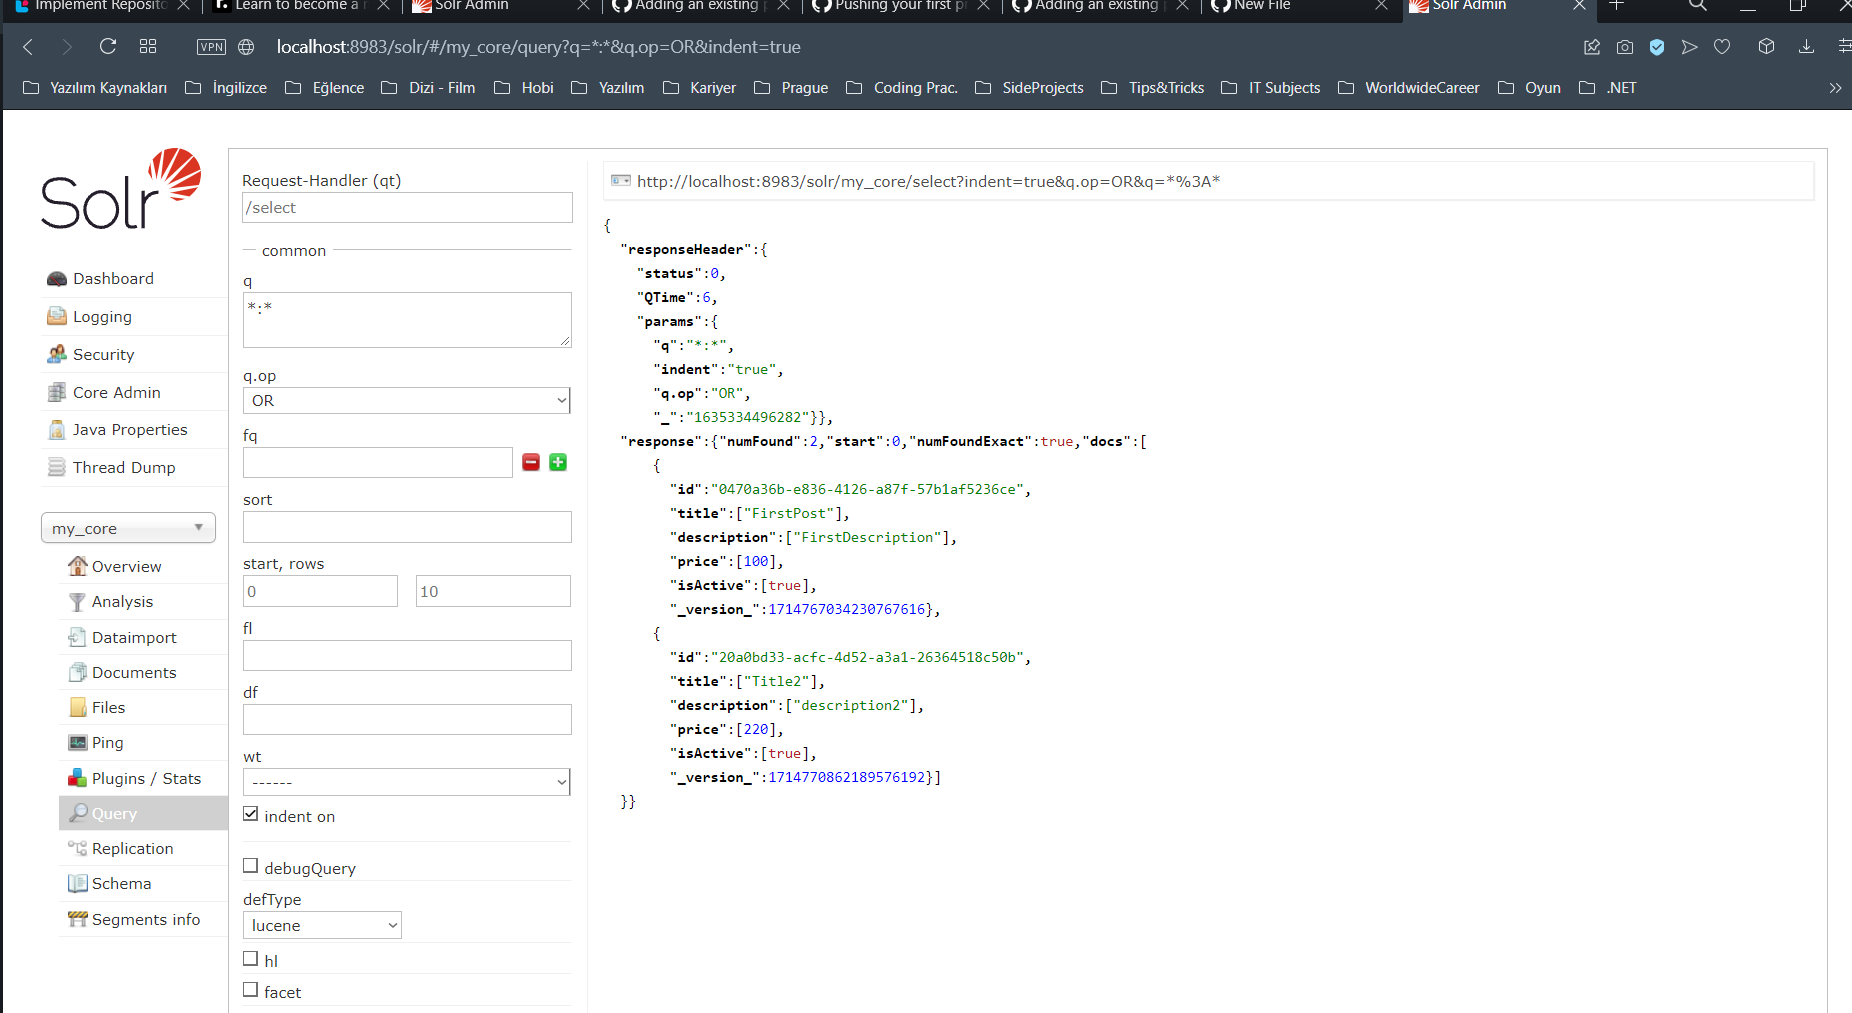 Implement Reposito
Learn to become a r
Solr Admin
Adding an existing p
Pushing your first p
Adding an existing
New File
Solr Admin
VPN
localhost:8983/solr/#/my_core/query?q=*:*&q.op=OR&indent=true
Yazılım Kaynakları
İngilizce
Eğlence
Dizi - Film
Hobi
Yazılım
Kariyer
Prague
Coding Prac.
SideProjects
Tips&Tricks
IT Subjects
WorldwideCareer
Oyun
.NET
Solr
Dashboard
Logging
Security
Core Admin
Java Properties
Thread Dump
my_core
Overview
Analysis
Dataimport
Documents
Files
Ping
Plugins / Stats
Query
Replication
Schema
Segments info
Request-Handler (qt)
/select
common
q
*:*
q.op
OR
fq
sort
start, rows
0
10
fl
df
wt
------
indent on
debugQuery
defType
lucene
hl
facet
http://localhost:8983/solr/my_core/select?indent=true&q.op=OR&q=*%3A*
{
"responseHeader":{
"status":0,
"QTime":6,
"params":{
"q":"*:*",
"indent":"true",
"q.op":"OR",
"_":"1635334496282"}},
"response":{"numFound":2,"start":0,"numFoundExact":true,"docs":[
{
"id":"0470a36b-e836-4126-a87f-57b1af5236ce",
"title":["FirstPost"],
"description":["FirstDescription"],
"price":[100],
"isActive":[true],
"_version_":1714767034230767616},
{
"id":"20a0bd33-acfc-4d52-a3a1-26364518c50b",
"title":["Title2"],
"description":["description2"],
"price":[220],
"isActive":[true],
"_version_":1714770862189576192}]
}}